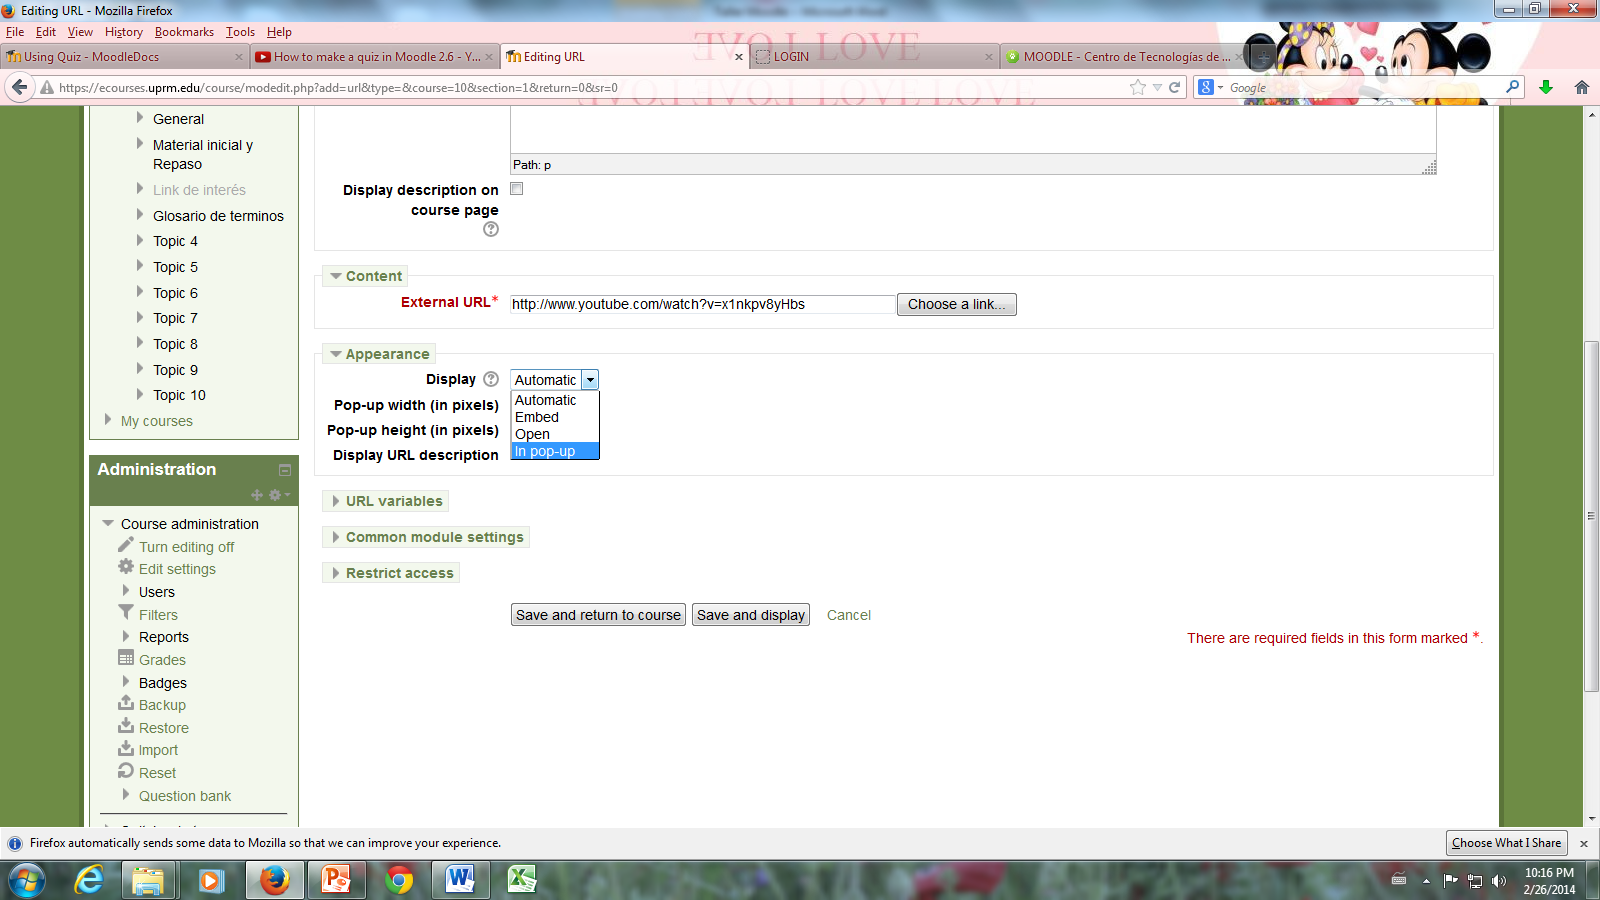 Editing URL - Mozilla Firefox
File Edit View History Bookmarks Tools Help
Using Quiz - MoodleDocs
How to make a quiz in Moodle 2.6 - Y...
Editing URL
LOGIN
MOODLE - Centro de Tecnologías de ...
https://ecourses.uprm.edu/course/modedit.php?add=url&type=&course=10&section=1&return=0&sr=0
Google
General
Material inicial y
Repaso
Link de interés
Glosario de terminos
Topic 4
Topic 5
Topic 6
Topic 7
Topic 8
Topic 9
Topic 10
My courses
Administration
Course administration
Turn editing off
Edit settings
Users
Filters
Reports
Grades
Badges
Backup
Restore
Import
Reset
Question bank
Path: p
Display description on
course page
Content
External URL*
http://www.youtube.com/watch?v=x1nkpv8yHbs
Choose a link...
Appearance
Display
Automatic
Automatic
Embed
Open
In pop-up
Pop-up width (in pixels)
Pop-up height (in pixels)
Display URL description
URL variables
Common module settings
Restrict access
Save and return to course
Save and display
Cancel
There are required fields in this form marked *.
Firefox automatically sends some data to Mozilla so that we can improve your experience.
Choose What I Share
10:16 PM
2/26/2014